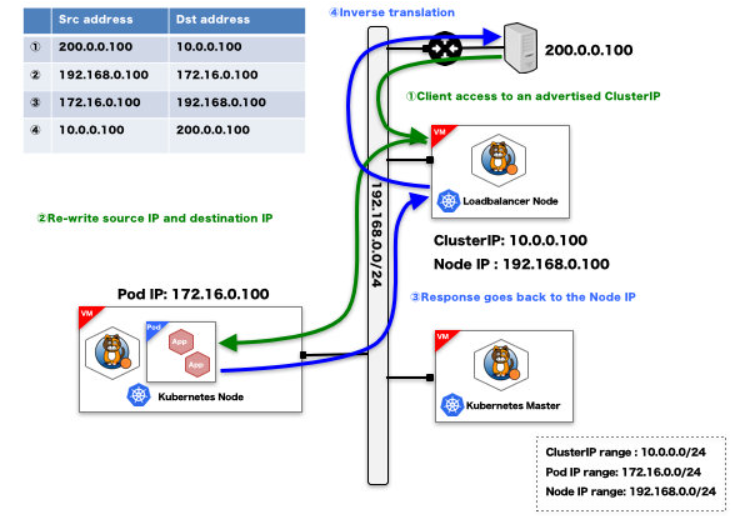 Src address Dst address
① 200.0.0.100 10.0.0.100
② 192.168.0.100 172.16.0.100
③ 172.16.0.100 192.168.0.100
④ 10.0.0.100 200.0.0.100
④Inverse translation
200.0.0.100
①Client access to an advertised ClusterIP
VM
Loadbalancer Node
192.168.0.0/24
②Re-write source IP and destination IP
ClusterIP: 10.0.0.100
Node IP : 192.168.0.100
Pod IP: 172.16.0.100
③Response goes back to the Node IP
VM
Pod
App
App
Kubernetes Node
VM
Kubernetes Master
ClusterIP range : 10.0.0.0/24
Pod IP range: 172.16.0.0/24
Node IP range: 192.168.0.0/24